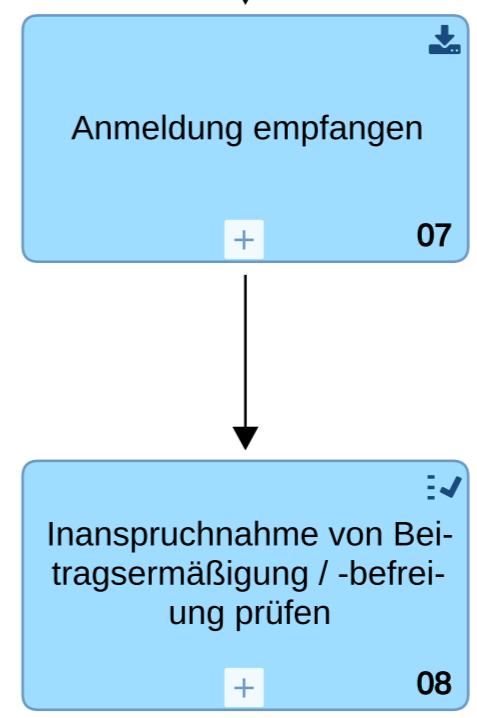 Anmeldung empfangen
+
07
Inanspruchnahme von Bei-
tragsermäßigung / -befrei-
ung prüfen
+
08